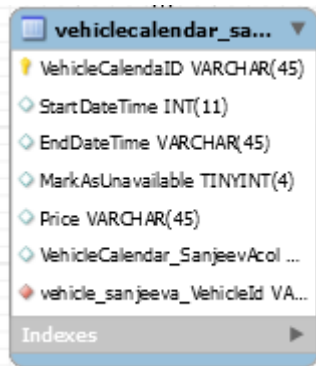 vehiclecalendar_sa...
VehicleCalendaID VARCHAR(45)
StartDateTime INT(11)
EndDateTime VARCHAR(45)
MarkAsUnavailable TINYINT(4)
Price VARCHAR(45)
VehicleCalendar_SanjeevAcol ...
vehicle_sanjeeva_VehicleId VA...
Indexes